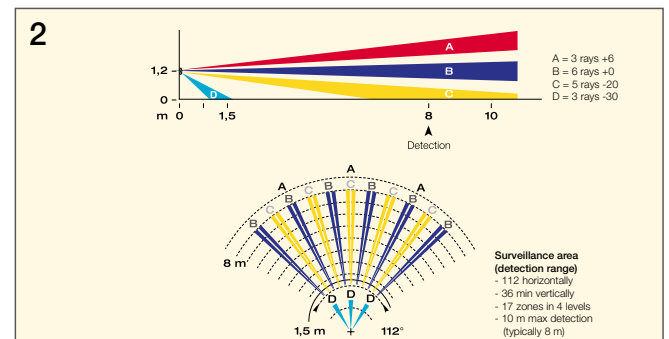 2
A
1,2
B
A = 3 rays +6
B = 6 rays +0
C = 5 rays -20
D = 3 rays -30
D
C
0
m 0 1,5 8 10
Detection
A
A C A
B C B B C B
C C
B B
8 m
D D D
1,5 m 112°
Surveillance area
(detection range)
- 112 horizontally
- 36 min vertically
- 17 zones in 4 levels
- 10 m max detection
(typically 8 m)